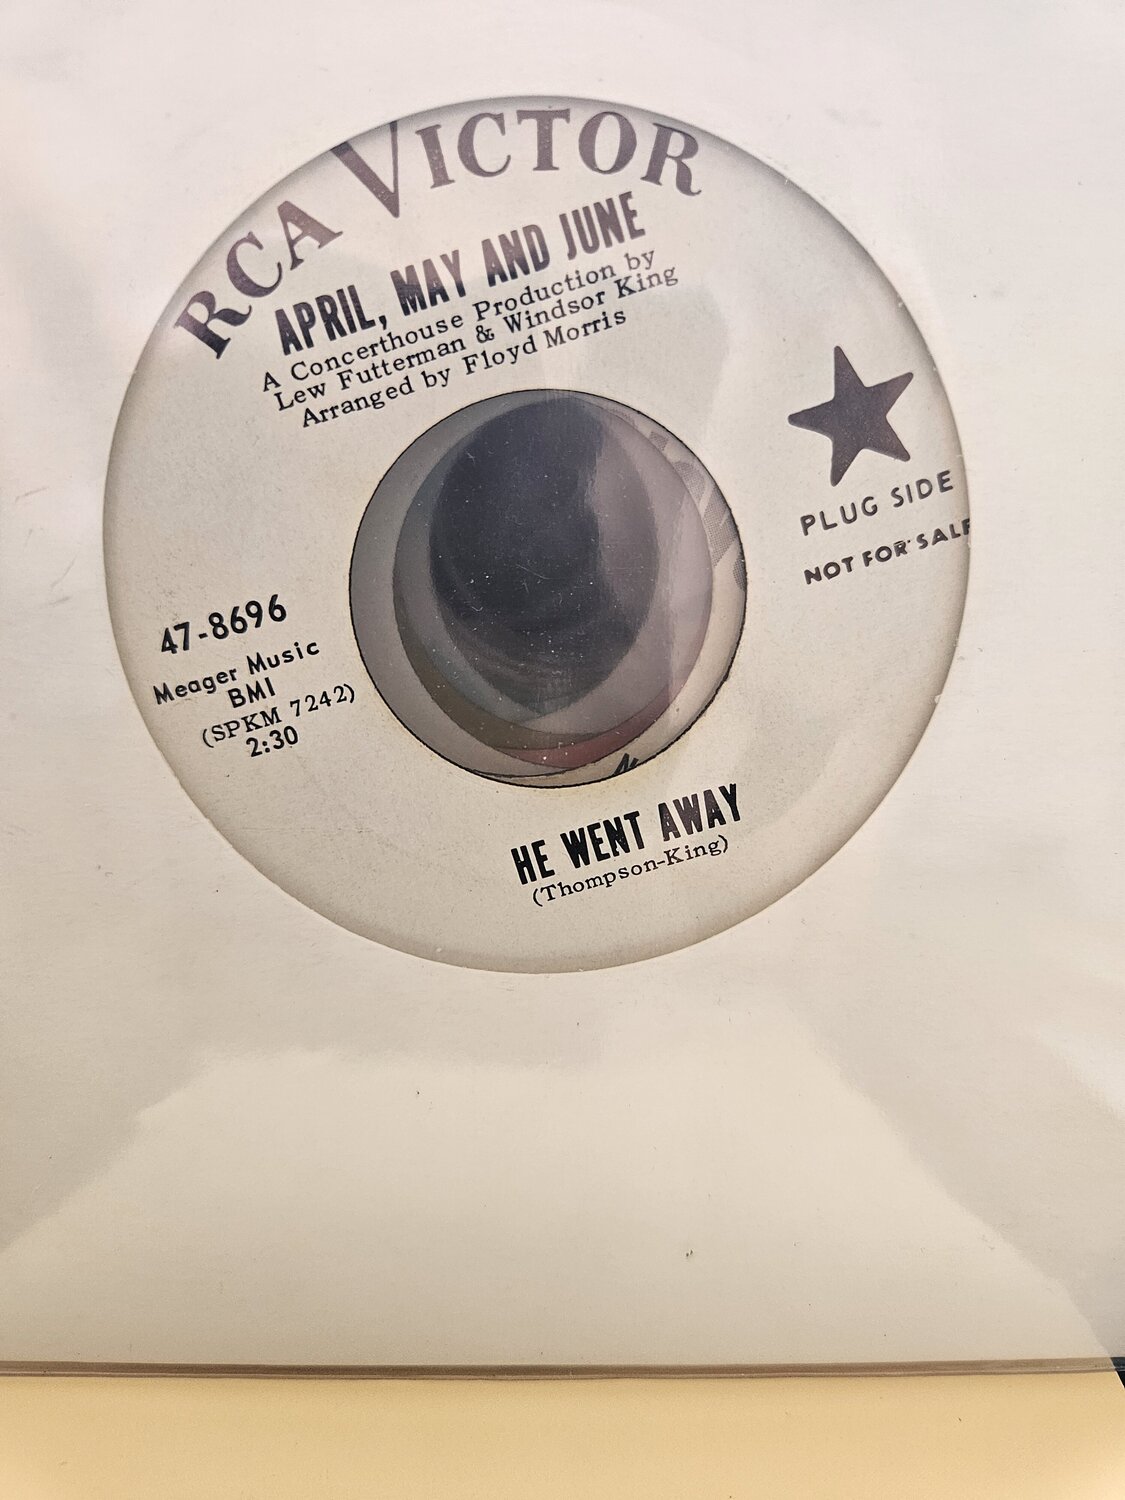 RCA VICTOR
APRIL, MAY AND JUNE
A Concerthouse Production by
Lew Futterman & Windsor King
Arranged by Floyd Morris
PLUG SIDE
NOT FOR SALE
47-8696
Meager Music
BMI
(SPKM 7242)
2:30
HE WENT AWAY
(Thompson-King)